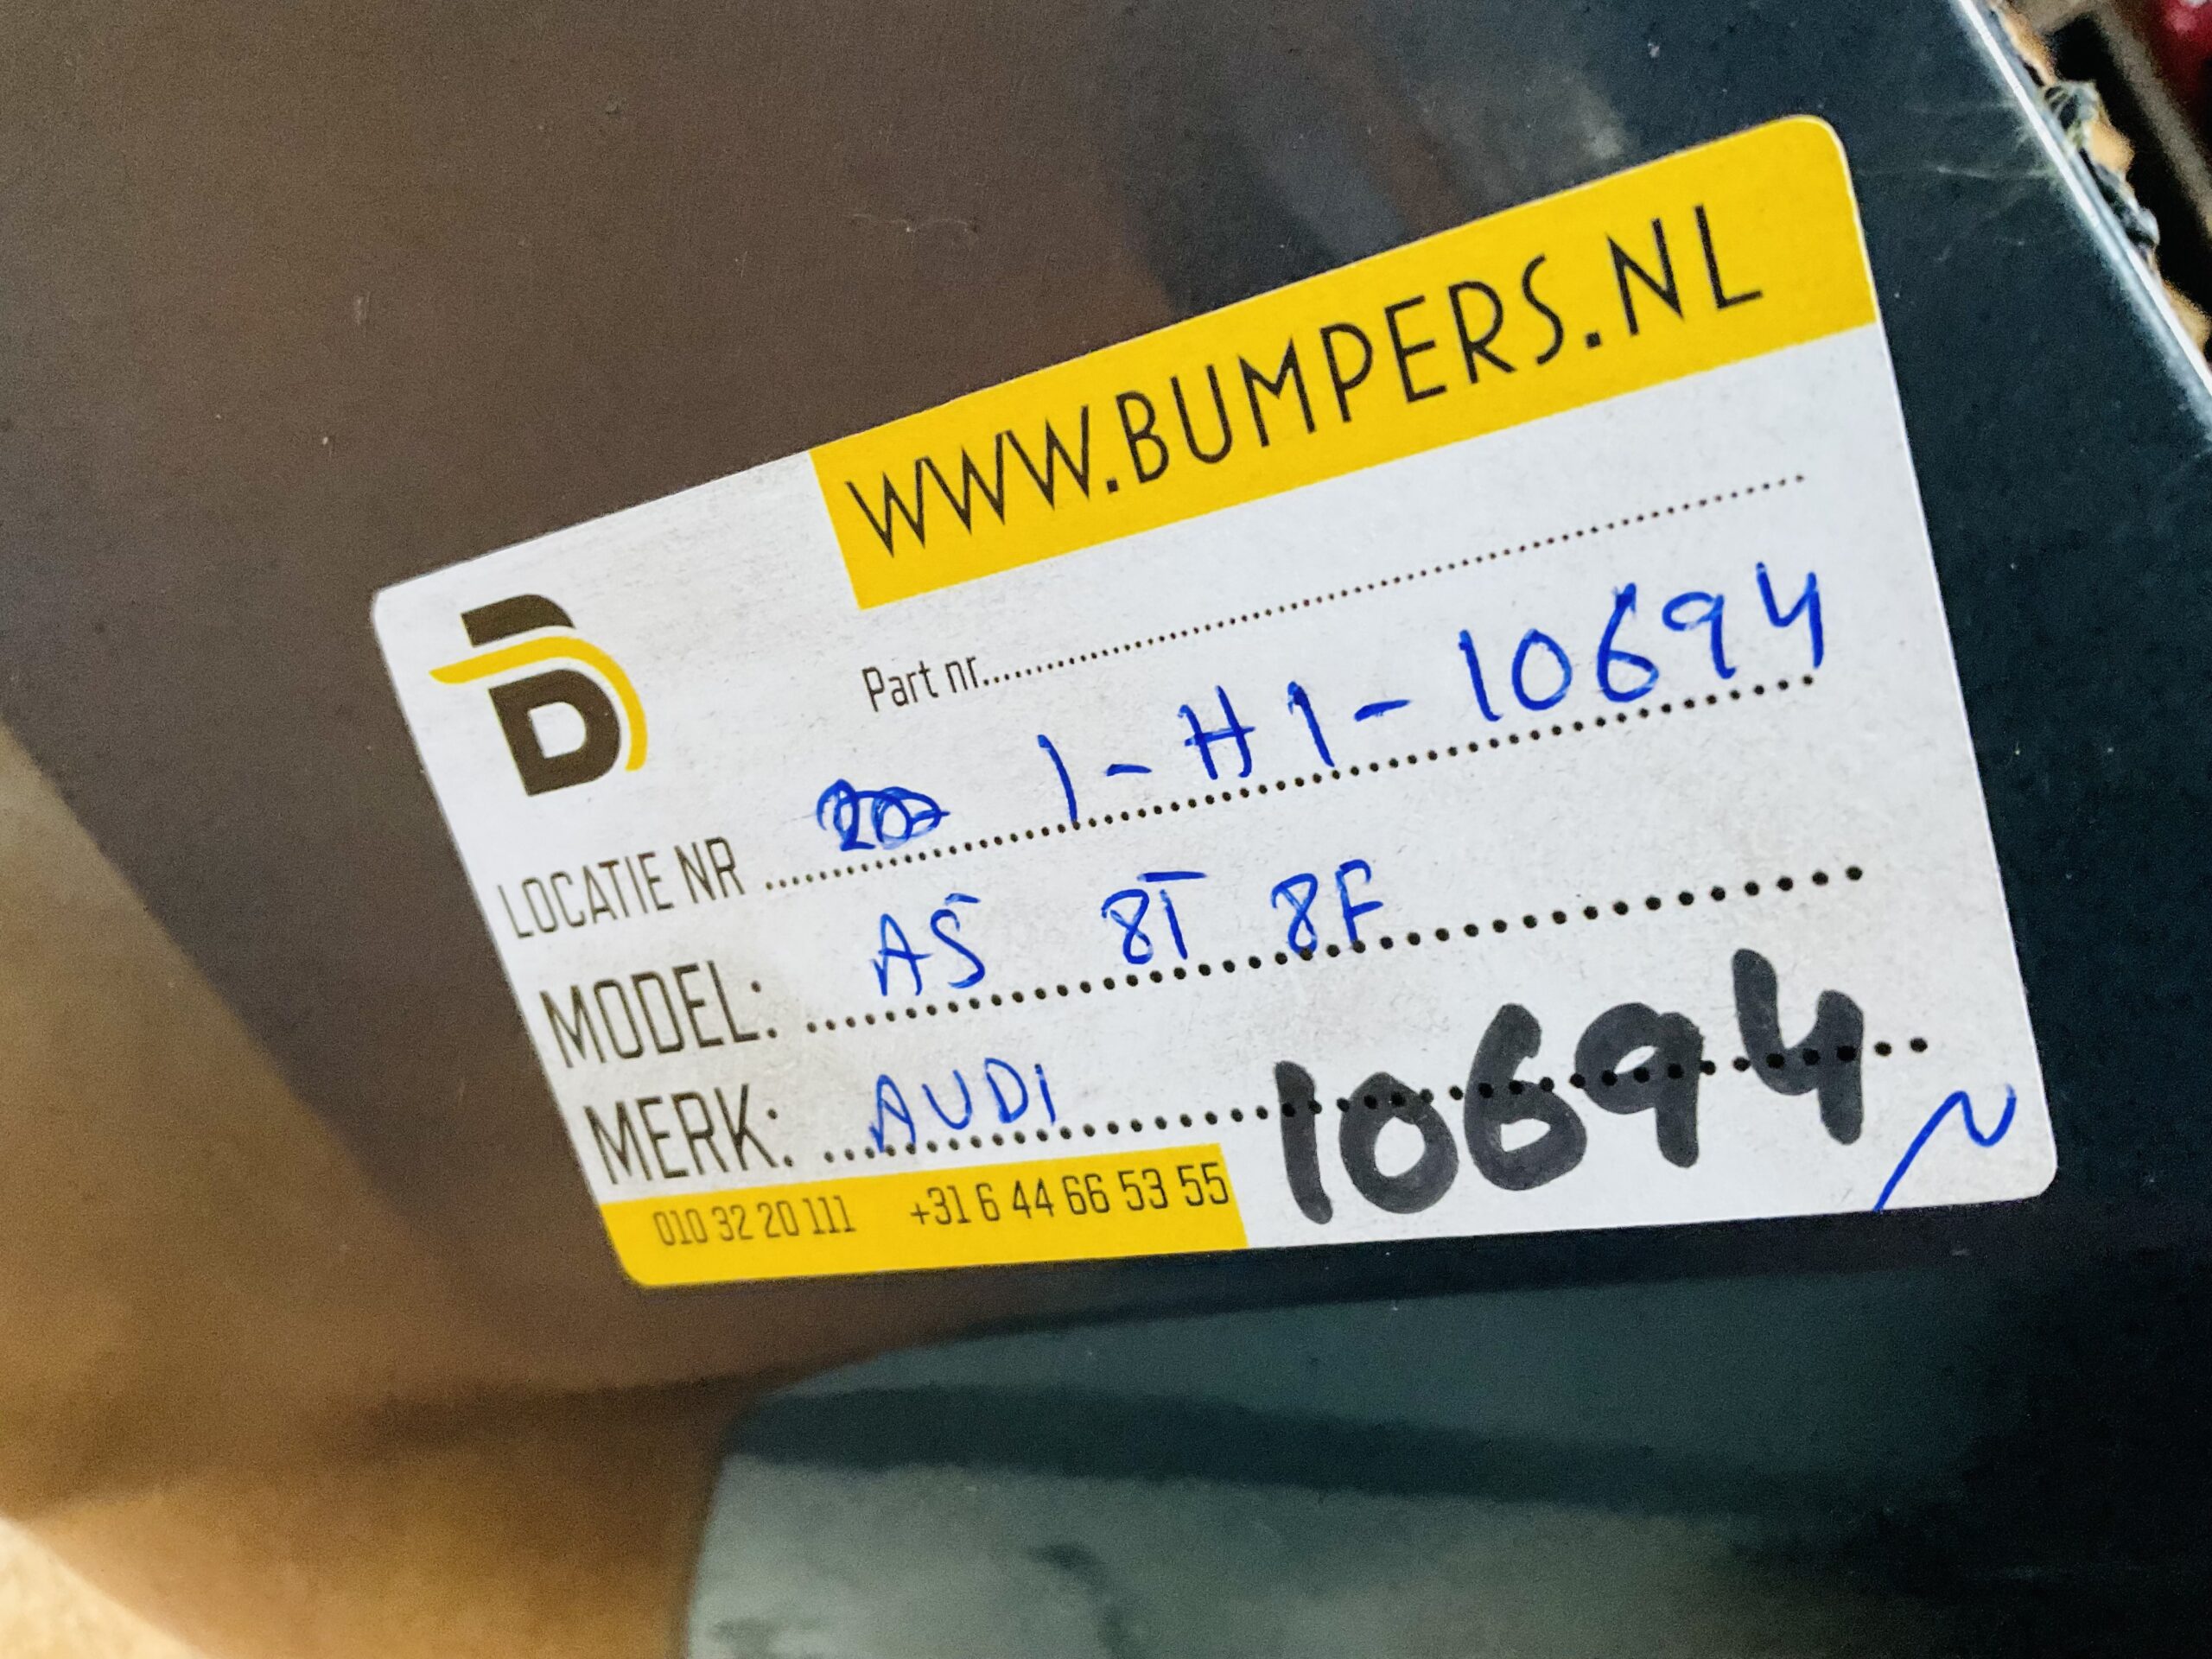 WWW.BUMPERS.NL
Part nr.
LOCATIE NR 1-H1-10694
MODEL: A5 8T 8F
MERK: AUDI 10694
010 32 20 111 +31 6 44 66 53 55